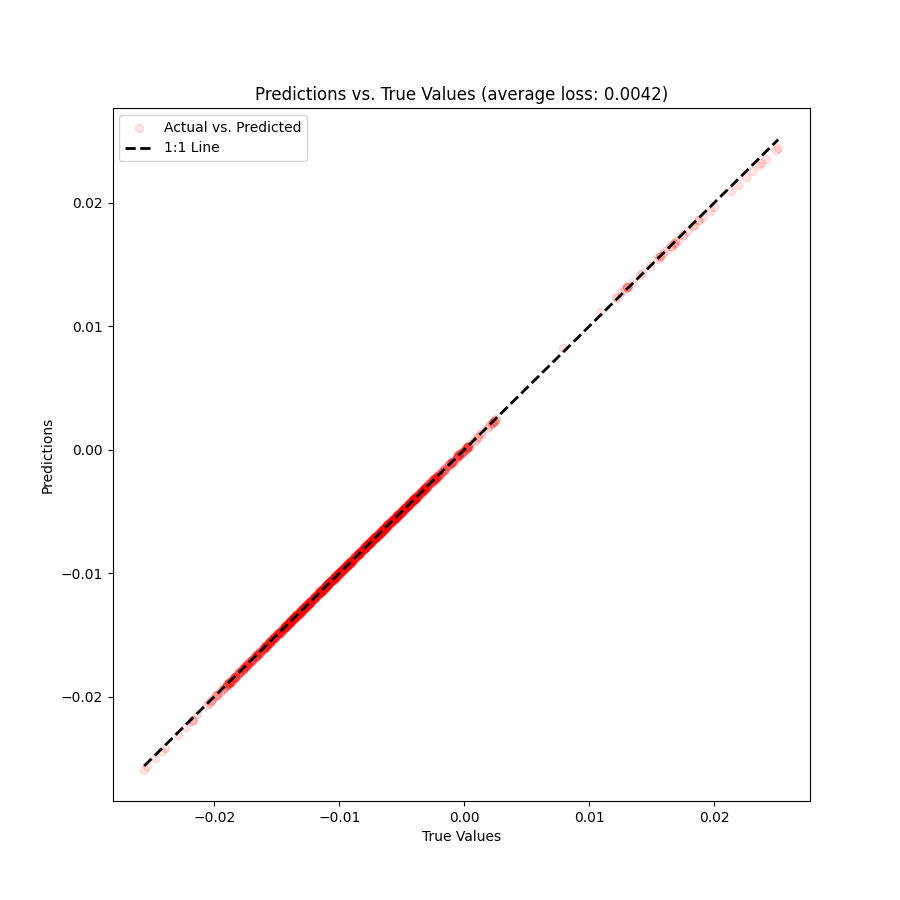 Predictions vs. True Values (average loss: 0.0042)
Actual vs. Predicted
1:1 Line
0.02
0.01
0.00
−0.01
−0.02
Predictions
−0.02
−0.01
0.00
0.01
0.02
True Values